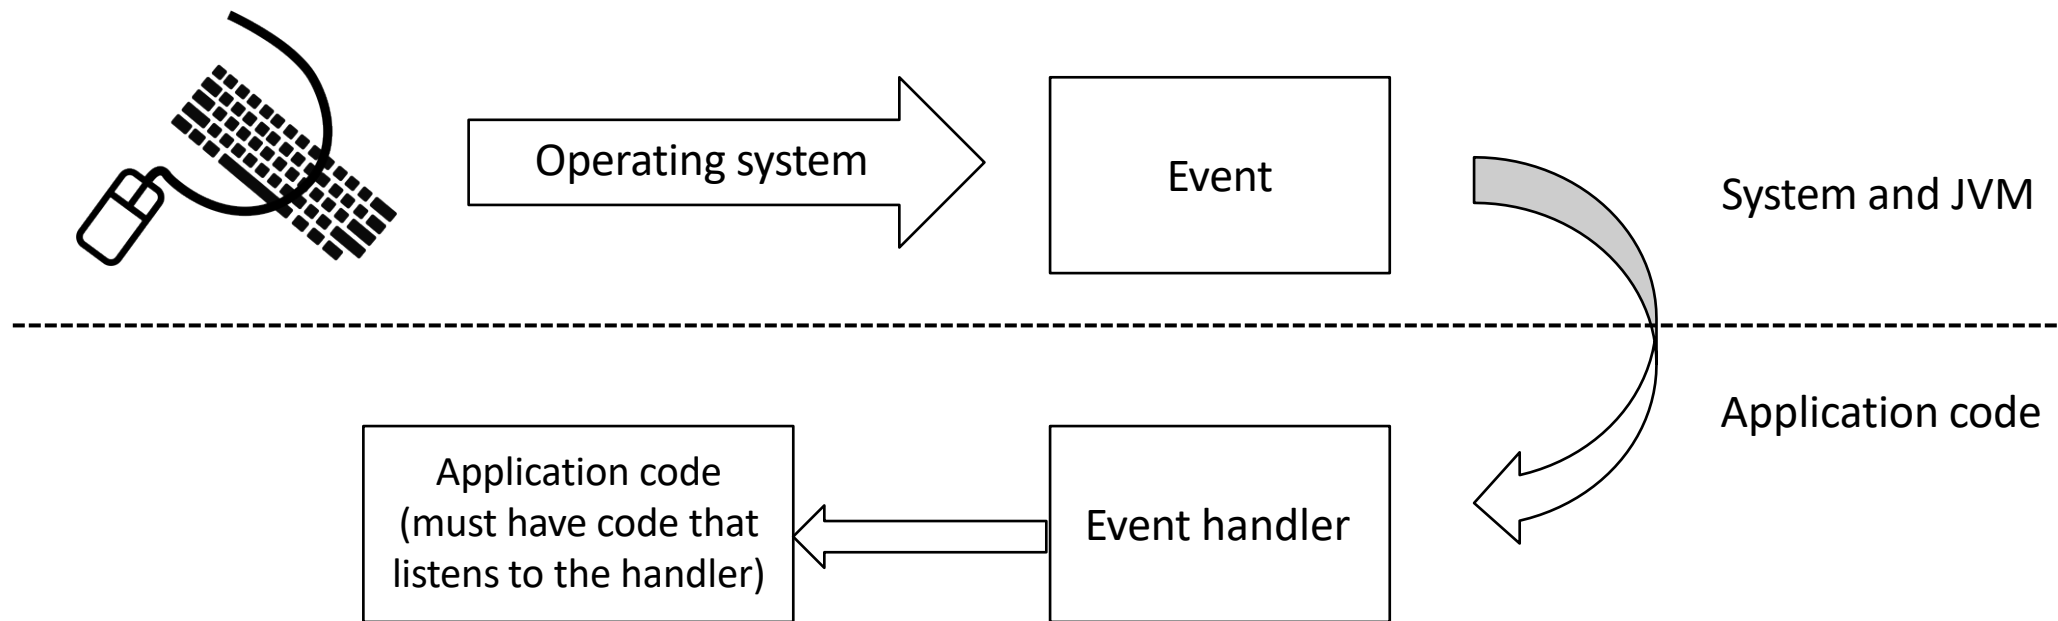 Operating system
Event
System and JVM
Application code
Application code
(must have code that
listens to the handler)
Event handler